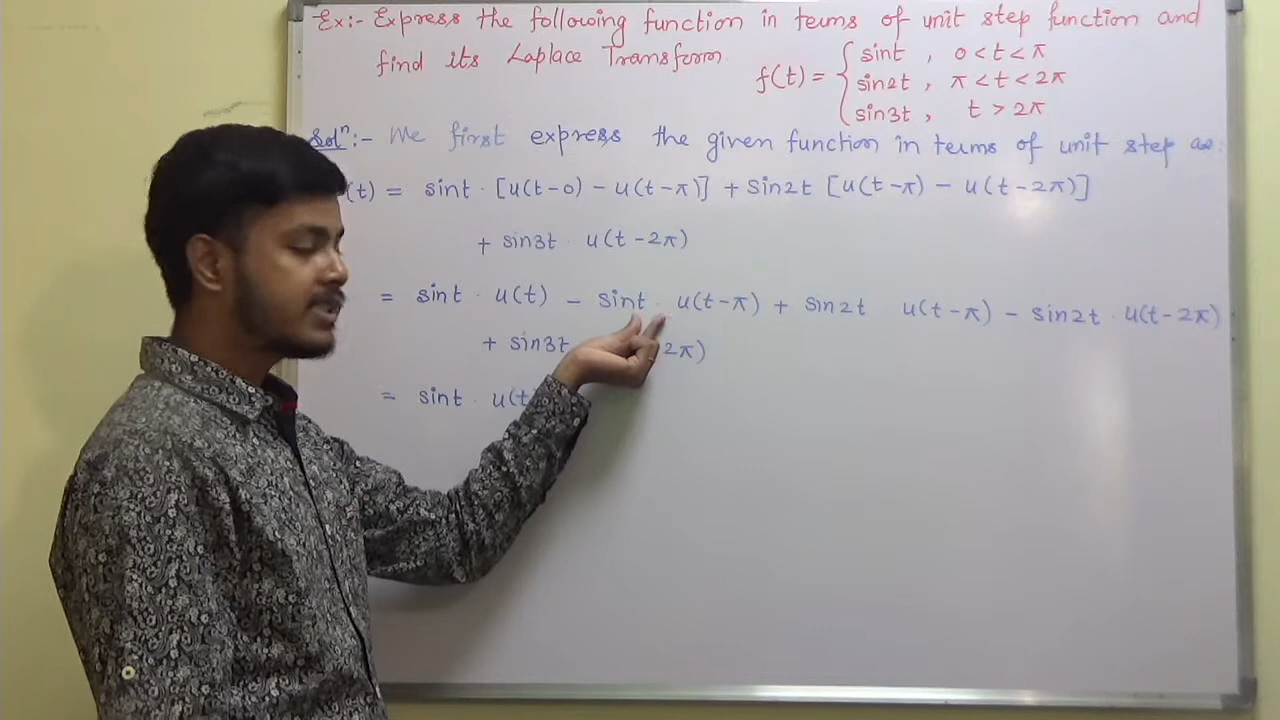 Ex:- Express the following function in terms of unit step function and
find its Laplace Transform. f(t) = { sint , 0 < t < π
sin2t , π < t < 2π
sin3t , t > 2π
Solⁿ:- We first express the given function in terms of unit step as:
(t) = sint · [u(t-0) - u(t-π)] + sin2t [u(t-π) - u(t-2π)]
+ sin3t · u(t-2π)
= sint · u(t) - sint · u(t-π) + sin2t u(t-π) - sin2t · u(t-2π)
+ sin3t 2π)
= sint · u(t